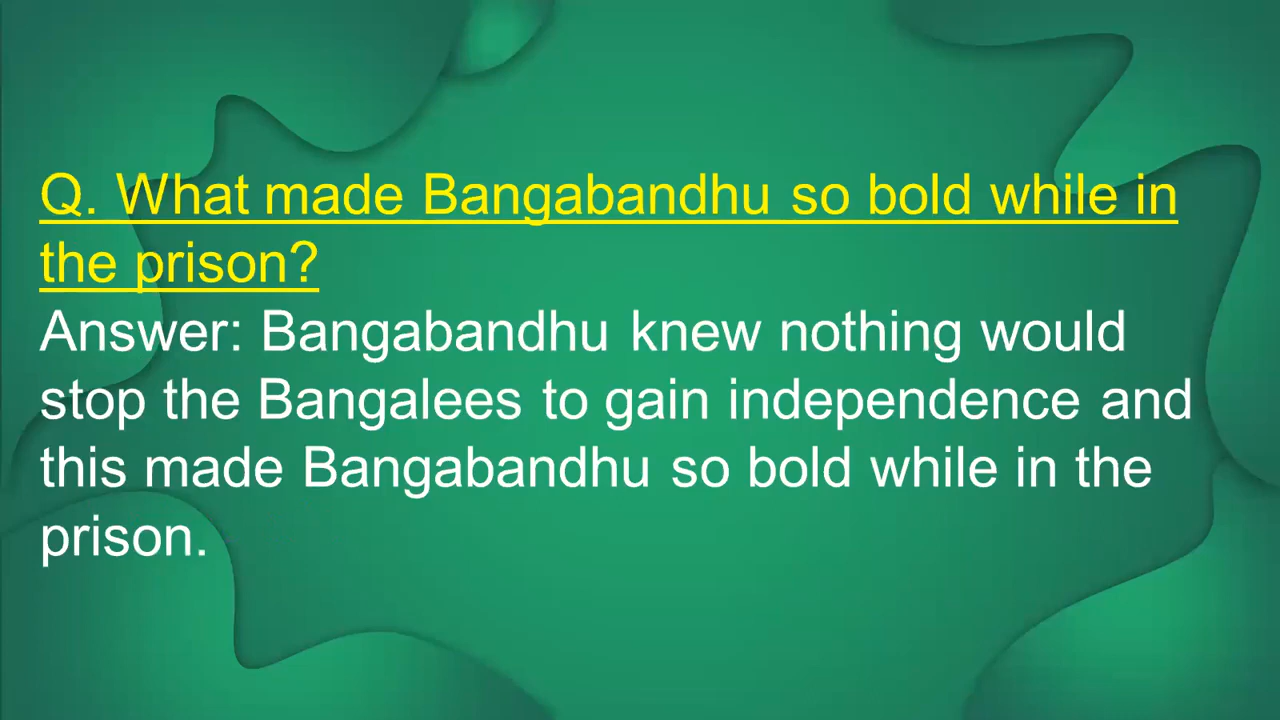 Q. What made Bangabandhu so bold while in
the prison?
Answer: Bangabandhu knew nothing would
stop the Bangalees to gain independence and
this made Bangabandhu so bold while in the
prison.